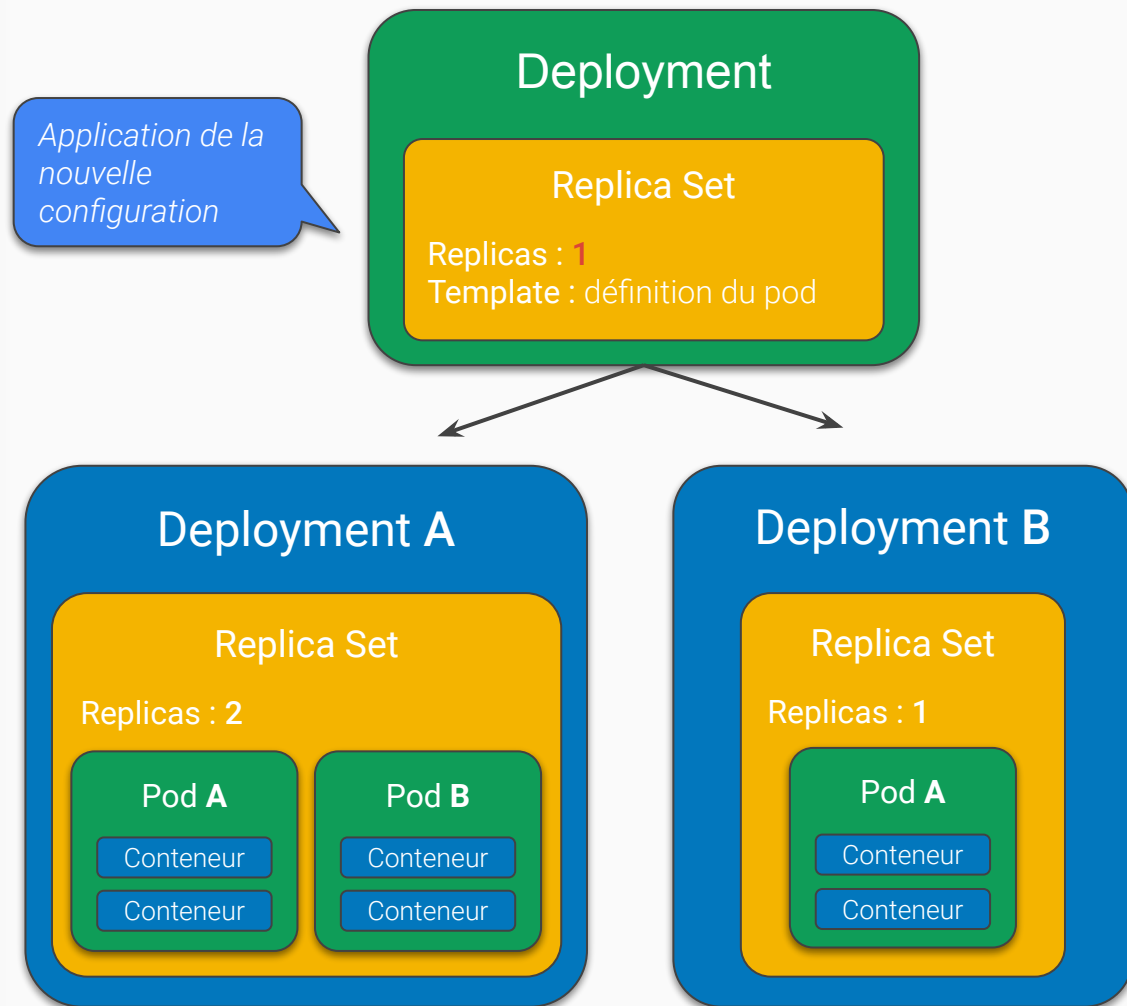 Deployment
Application de la
nouvelle
configuration
Replica Set
Replicas : 1
Template : définition du pod
Deployment A
Replica Set
Replicas : 2
Pod A
Conteneur
Conteneur
Pod B
Conteneur
Conteneur
Deployment B
Replica Set
Replicas : 1
Pod A
Conteneur
Conteneur